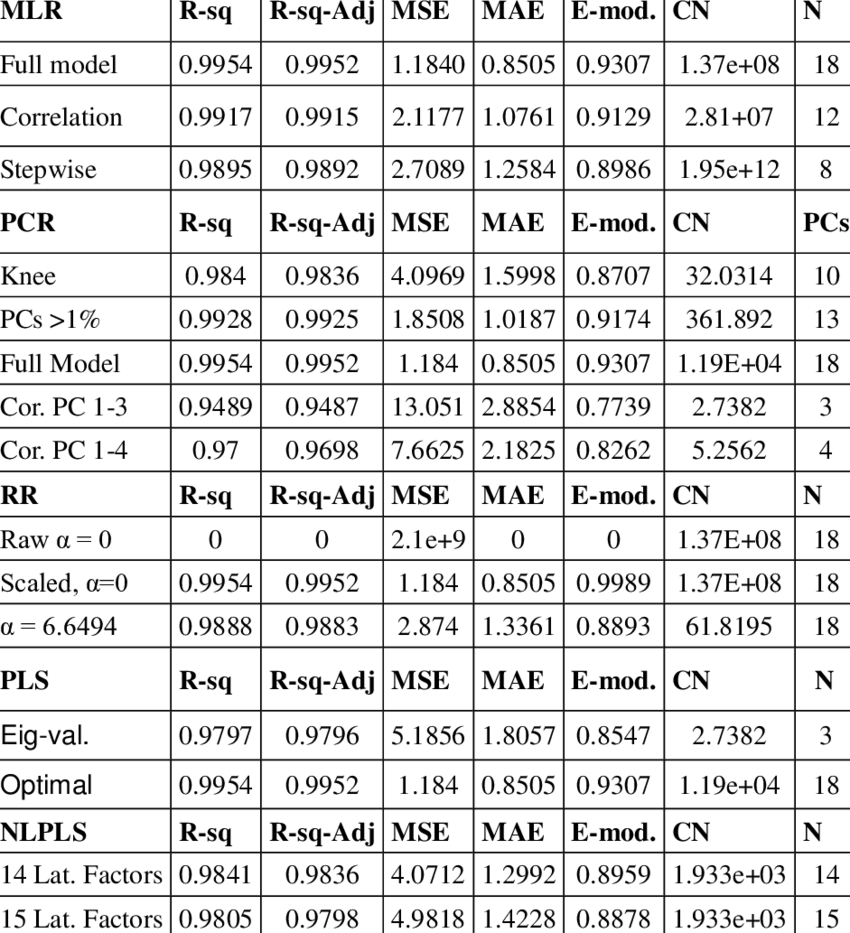 MLR R-sq R-sq-Adj MSE MAE E-mod. CN N
Full model 0.9954 0.9952 1.1840 0.8505 0.9307 1.37e+08 18
Correlation 0.9917 0.9915 2.1177 1.0761 0.9129 2.81+07 12
Stepwise 0.9895 0.9892 2.7089 1.2584 0.8986 1.95e+12 8
PCR R-sq R-sq-Adj MSE MAE E-mod. CN PCs
Knee 0.984 0.9836 4.0969 1.5998 0.8707 32.0314 10
PCs >1% 0.9928 0.9925 1.8508 1.0187 0.9174 361.892 13
Full Model 0.9954 0.9952 1.184 0.8505 0.9307 1.19E+04 18
Cor. PC 1-3 0.9489 0.9487 13.051 2.8854 0.7739 2.7382 3
Cor. PC 1-4 0.97 0.9698 7.6625 2.1825 0.8262 5.2562 4
RR R-sq R-sq-Adj MSE MAE E-mod. CN N
Raw α = 0 0 0 2.1e+9 0 0 1.37E+08 18
Scaled, α=0 0.9954 0.9952 1.184 0.8505 0.9989 1.37E+08 18
α = 6.6494 0.9888 0.9883 2.874 1.3361 0.8893 61.8195 18
PLS R-sq R-sq-Adj MSE MAE E-mod. CN N
Eig-val. 0.9797 0.9796 5.1856 1.8057 0.8547 2.7382 3
Optimal 0.9954 0.9952 1.184 0.8505 0.9307 1.19e+04 18
NLPLS R-sq R-sq-Adj MSE MAE E-mod. CN N
14 Lat. Factors 0.9841 0.9836 4.0712 1.2992 0.8959 1.933e+03 14
15 Lat. Factors 0.9805 0.9798 4.9818 1.4228 0.8878 1.933e+03 15